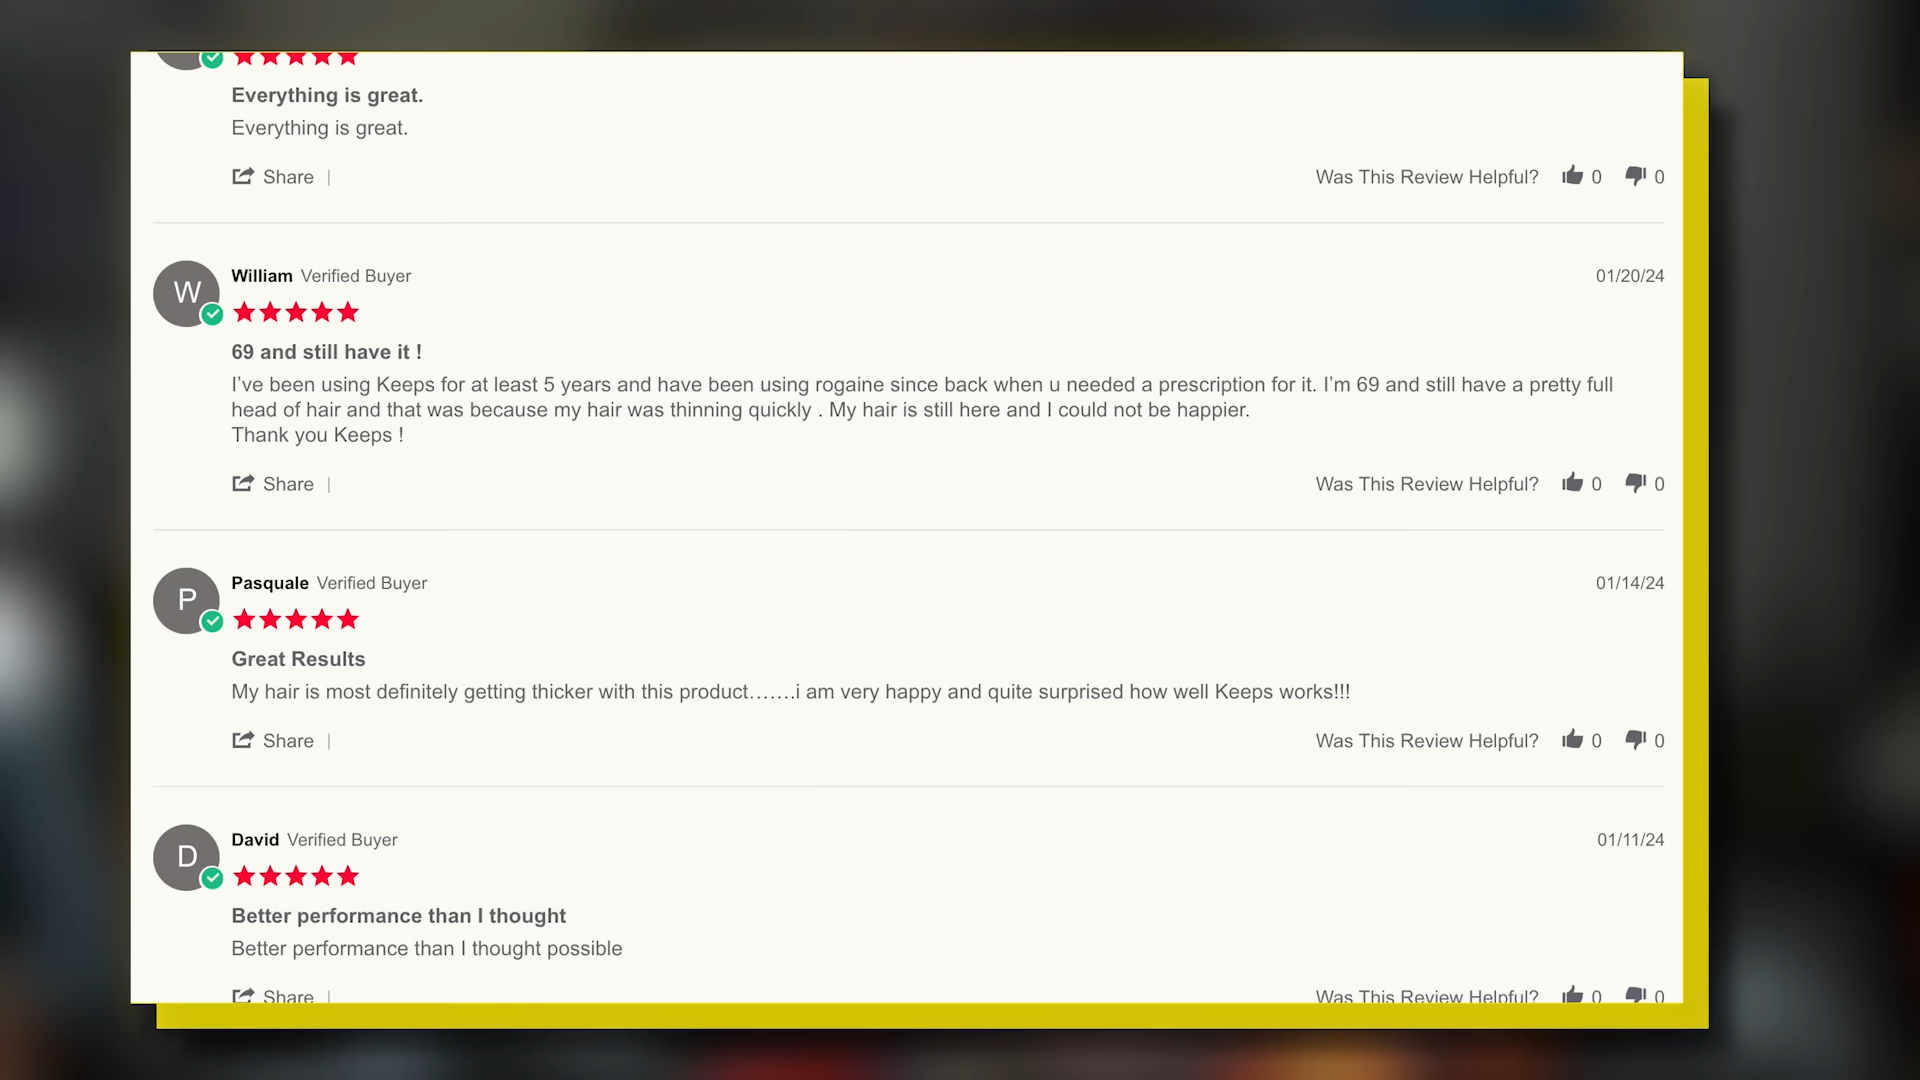 Everything is great.
Everything is great.
Share |
Was This Review Helpful? 0 0
W
William Verified Buyer
01/20/24
69 and still have it !
I’ve been using Keeps for at least 5 years and have been using rogaine since back when u needed a prescription for it. I’m 69 and still have a pretty full
head of hair and that was because my hair was thinning quickly . My hair is still here and I could not be happier.
Thank you Keeps !
Share |
Was This Review Helpful? 0 0
P
Pasquale Verified Buyer
01/14/24
Great Results
My hair is most definitely getting thicker with this product…….i am very happy and quite surprised how well Keeps works!!!
Share |
Was This Review Helpful? 0 0
D
David Verified Buyer
01/11/24
Better performance than I thought
Better performance than I thought possible
Share |
Was This Review Helpful? 0 0